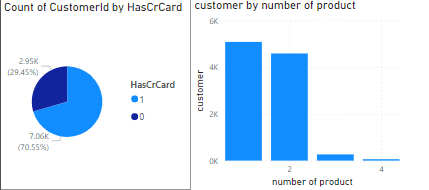 Count of CustomerId by HasCrCard
2.95K
(29.45%)
7.06K
(70.55%)
HasCrCard
1
0
customer by number of product
6K
4K
2K
0K
customer
2
4
number of product